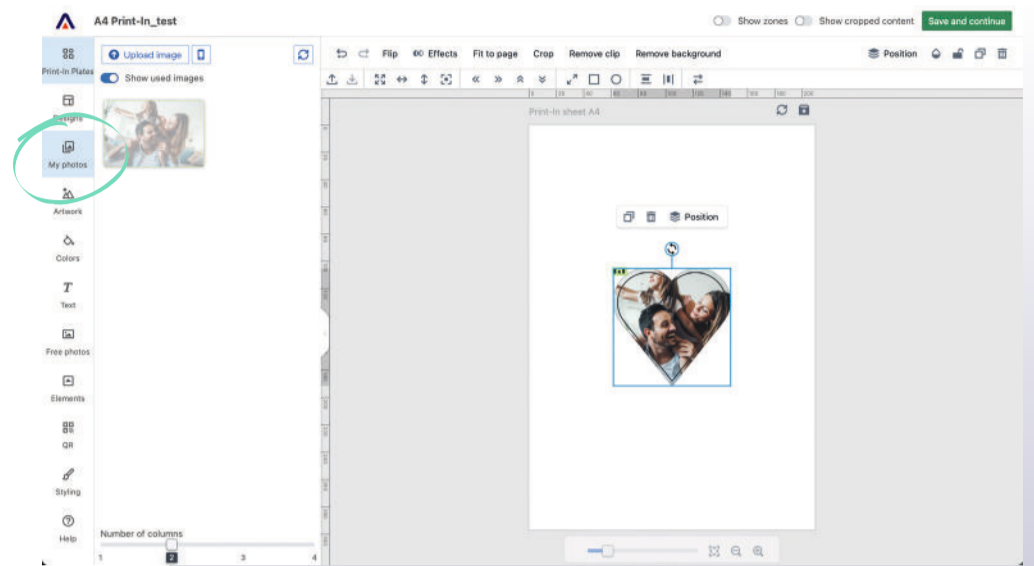 A4 Print-In_test
Show zones
Show cropped content
Save and continue
Print-In Plates
Designs
My photos
Artwork
Colors
Text
Free photos
Elements
QR
Styling
Help
Upload image
Show used images
Number of columns
1 2 3 4
Flip
Effects
Fit to page
Crop
Remove clip
Remove background
Position
Print-In sheet A4
Position